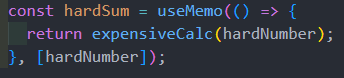 const hardSum = useMemo(() => {
  return expensiveCalc(hardNumber);
}, [hardNumber]);